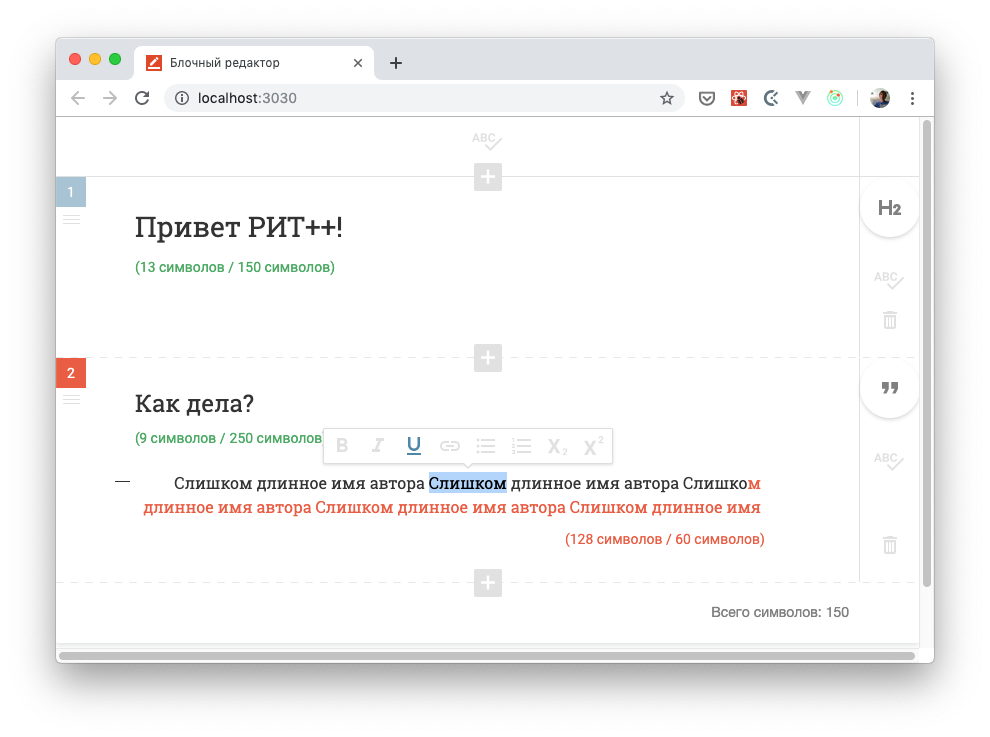 Блочный редактор
localhost:3030
ABC
1
Привет РИТ++!
H2
(13 символов / 150 символов)
ABC
2
Как дела?
(9 символов / 250 символов
B I U X2 X2
ABC
— Слишком длинное имя автора Слишком длинное имя автора Слишком
длинное имя автора Слишком длинное имя автора Слишком длинное имя
(128 символов / 60 символов)
Всего символов: 150